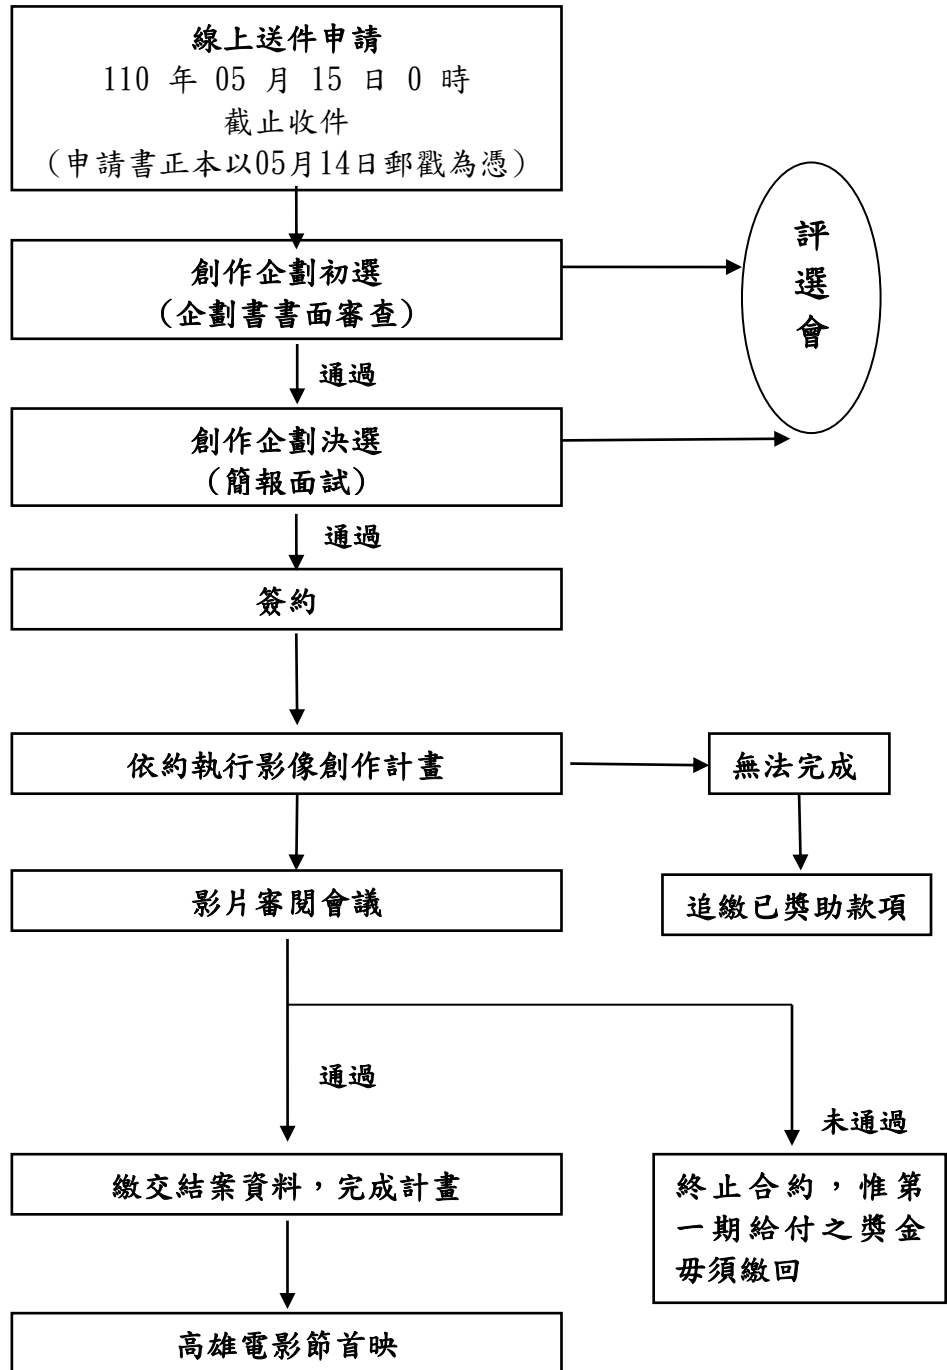 線上送件申請
110 年 05 月 15 日 0 時
截止收件
(申請書正本以05月14日郵戳為憑)
評
選
會
創作企劃初選
(企劃書書面審查)
通過
創作企劃決選
(簡報面試)
通過
簽約
依約執行影像創作計畫
無法完成
影片審閱會議
追繳已獎助款項
通過
未通過
繳交結案資料，完成計畫
終止合約，惟第
一期給付之獎金
毋須繳回
高雄電影節首映